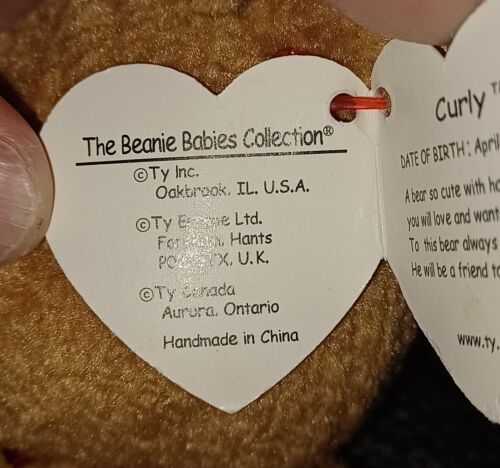 The Beanie Babies Collection®
©Ty Inc.
Oakbrook, IL. U.S.A.
©Ty Ltd.
Hants
U.K.
©Ty Canada
Aurora, Ontario
Handmade in China
Curly
DATE OF BIRTH: April
A bear so cute with
you will love and want
To this bear always
He will be a friend
www.ty.